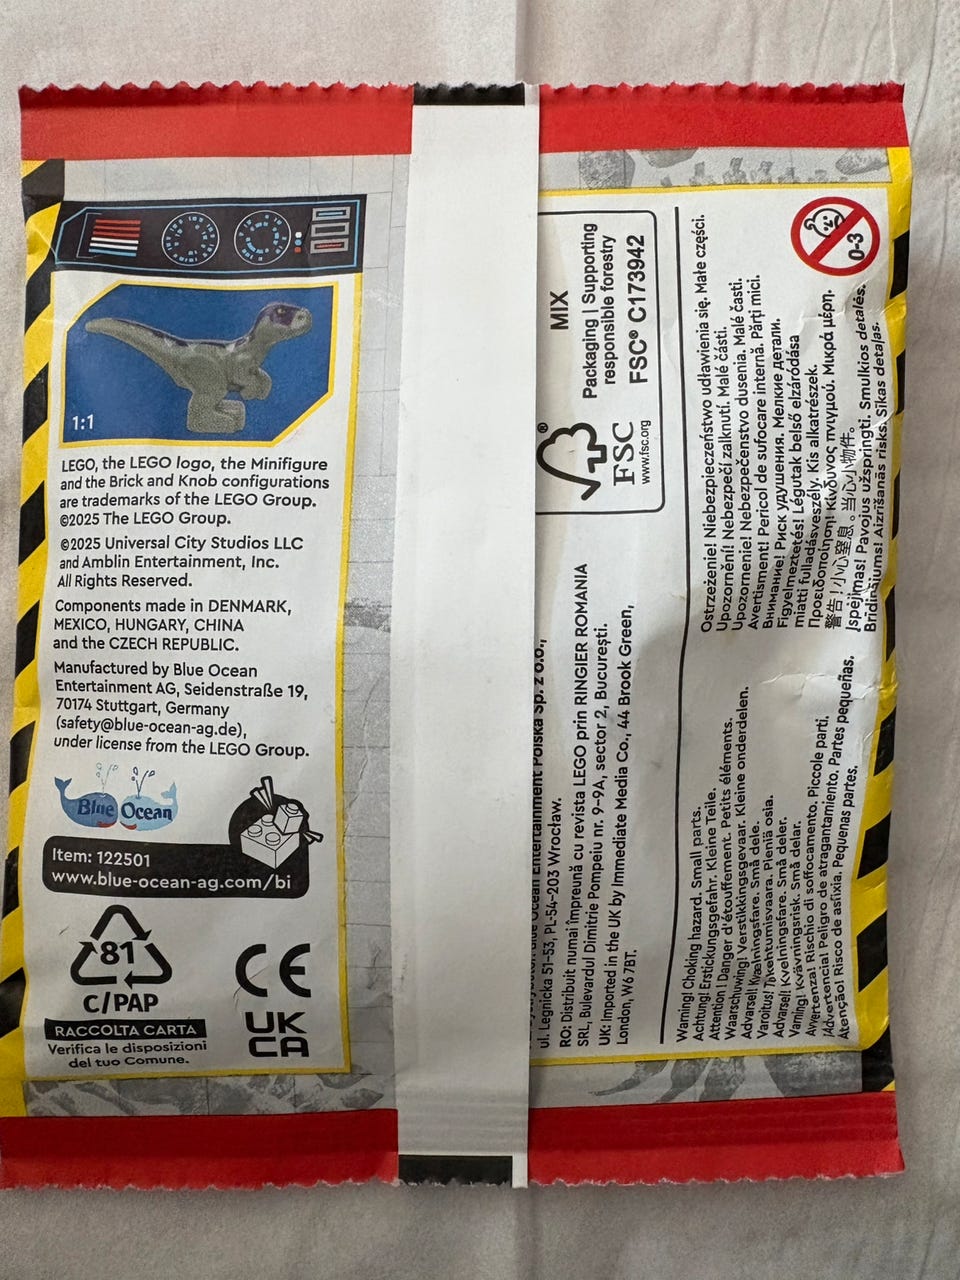 1:1
LEGO, the LEGO logo, the Minifigure
and the Brick and Knob configurations
are trademarks of the LEGO Group.
©2025 The LEGO Group.
©2025 Universal City Studios LLC
and Amblin Entertainment, Inc.
All Rights Reserved.
Components made in DENMARK,
MEXICO, HUNGARY, CHINA
and the CZECH REPUBLIC.
Manufactured by Blue Ocean
Entertainment AG, Seidenstraße 19,
70174 Stuttgart, Germany
(safety@blue-ocean-ag.de),
under license from the LEGO Group.
Blue Ocean
Item: 122501
www.blue-ocean-ag.com/bi
81
C/PAP
RACCOLTA CARTA
Verifica le disposizioni
del tuo Comune.
CE
UK
CA
®
FSC
www.fsc.org
MIX
Packaging | Supporting
responsible forestry
FSC® C173942
Ocean Entertainment Polska Sp. z o.o.,
ul. Legnicka 51-53, PL-54-203 Wrocław.
RO: Distribuit numai împreună cu revista LEGO prin RINGIER ROMANIA
SRL, Bulevardul Dimitrie Pompeiu nr. 9-9A, sector 2, București.
UK: Imported in the UK by Immediate Media Co., 44 Brook Green,
London, W6 7BT.
0-3
Warning! Choking hazard. Small parts.
Achtung! Erstickungsgefahr. Kleine Teile.
Attention ! Danger d'étouffement. Petits éléments.
Waarschuwing! Verstikkingsgevaar. Kleine onderdelen.
Advarsel! Kvælningsfare. Små dele.
Varoitus! Tukehtumisvaara. Pieniä osia.
Advarsel! Kvelningsfare. Små deler.
Varning! Kvävningsrisk. Små delar.
Avvertenza! Rischio di soffocamento. Piccole parti.
¡Advertencia! Peligro de atragantamiento. Partes pequeñas.
Atenção! Risco de asfixia. Pequenas partes.
Ostrzeżenie! Niebezpieczeństwo udławienia się. Małe części.
Upozornění! Nebezpečí zalknutí. Malé části.
Upozornenie! Nebezpečenstvo dusenia. Malé časti.
Avertisment! Pericol de sufocare internă. Părți mici.
Внимание! Риск удушения. Мелкие детали.
Figyelmeztetés! Légutak belső elzáródása
miatti fulladásveszély. Kis alkatrészek.
Προειδοποίηση! Κίνδυνος πνιγμού. Μικρά μέρη.
警告！小心窒息。当心小物件。
Įspėjimas! Pavojus užspringti. Smulkios detalės.
Brīdinājums! Aizrīšanās risks. Sīkas detaļas.